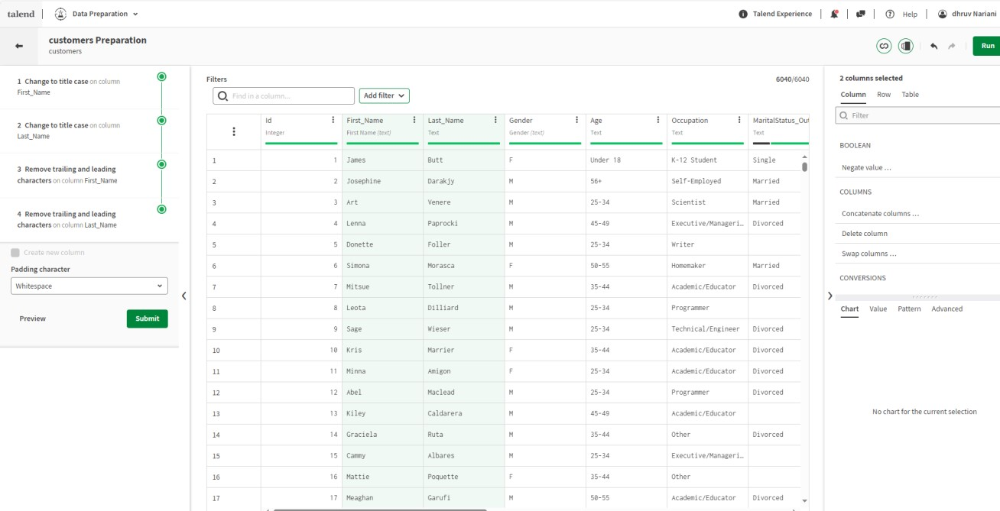 talend
Data Preparation
Talend Experience
Help
dhruv Nariani
customers Preparation
customers
Run
1 Change to title case on column
First_Name
2 Change to title case on column
Last_Name
3 Remove trailing and leading
characters on column First_Name
4 Remove trailing and leading
characters on column Last_Name
Create new column
Padding character
Whitespace
Preview
Submit
Filters
6040/6040
Find in a column...
Add filter
Id First_Name Last_Name Gender Age Occupation MaritalStatus_Out
Integer First Name (text) Text Gender (text) Text Text Text
1 1 James Butt F Under 18 K-12 Student Single
2 2 Josephine Darakjy M 56+ Self-Employed Married
3 3 Art Venere M 25-34 Scientist Married
4 4 Lenna Paprocki M 45-49 Executive/Manageri… Divorced
5 5 Donette Foller M 25-34 Writer
6 6 Simona Morasca F 50-55 Homemaker Married
7 7 Mitsue Tollner M 35-44 Academic/Educator Divorced
8 8 Leota Dilliard M 25-34 Programmer
9 9 Sage Wieser M 25-34 Technical/Engineer Divorced
10 10 Kris Marrier F 35-44 Academic/Educator Divorced
11 11 Minna Amigon F 25-34 Academic/Educator Divorced
12 12 Abel Maclead M 25-34 Programmer Divorced
13 13 Kiley Caldarera M 45-49 Academic/Educator
14 14 Graciela Ruta M 35-44 Other Divorced
15 15 Cammy Albares M 25-34 Executive/Manageri…
16 16 Mattie Poquette F 35-44 Other
17 17 Meaghan Garufi M 50-55 Academic/Educator Divorced
2 columns selected
Column Row Table
Filter
BOOLEAN
Negate value ...
COLUMNS
Concatenate columns ...
Delete column
Swap columns ...
CONVERSIONS
Chart Value Pattern Advanced
No chart for the current selection